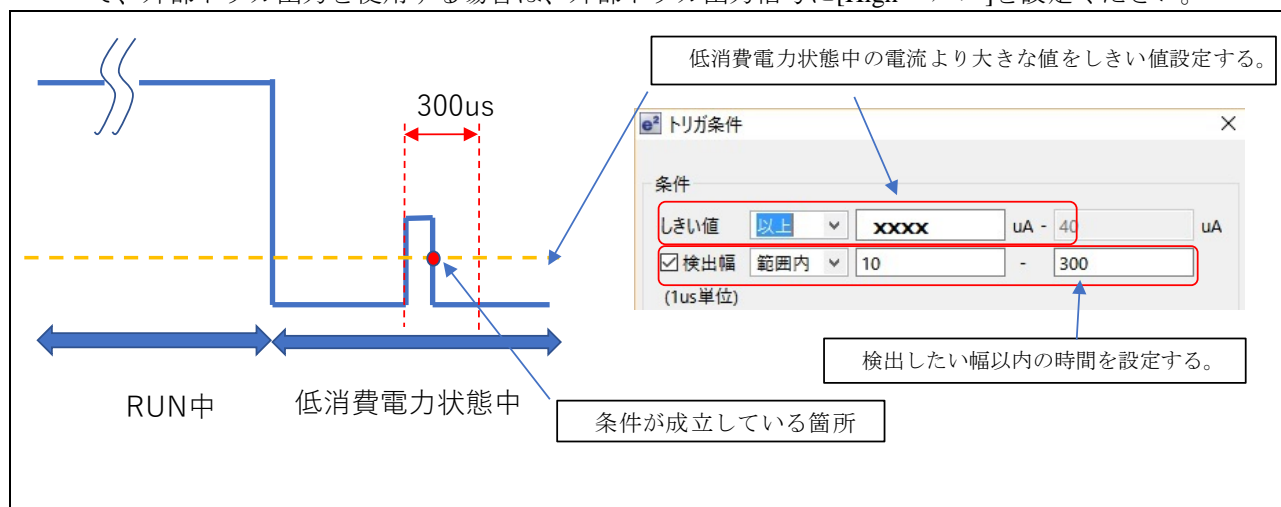 低消費電力状態中の電流より大きな値をしきい値設定する。
300us
e² トリガ条件
条件
しきい値 以上 xxxx uA - 40 uA
検出幅 範囲内 10 - 300
(1us単位)
検出したい幅以内の時間を設定する。
RUN中 低消費電力状態中
条件が成立している箇所